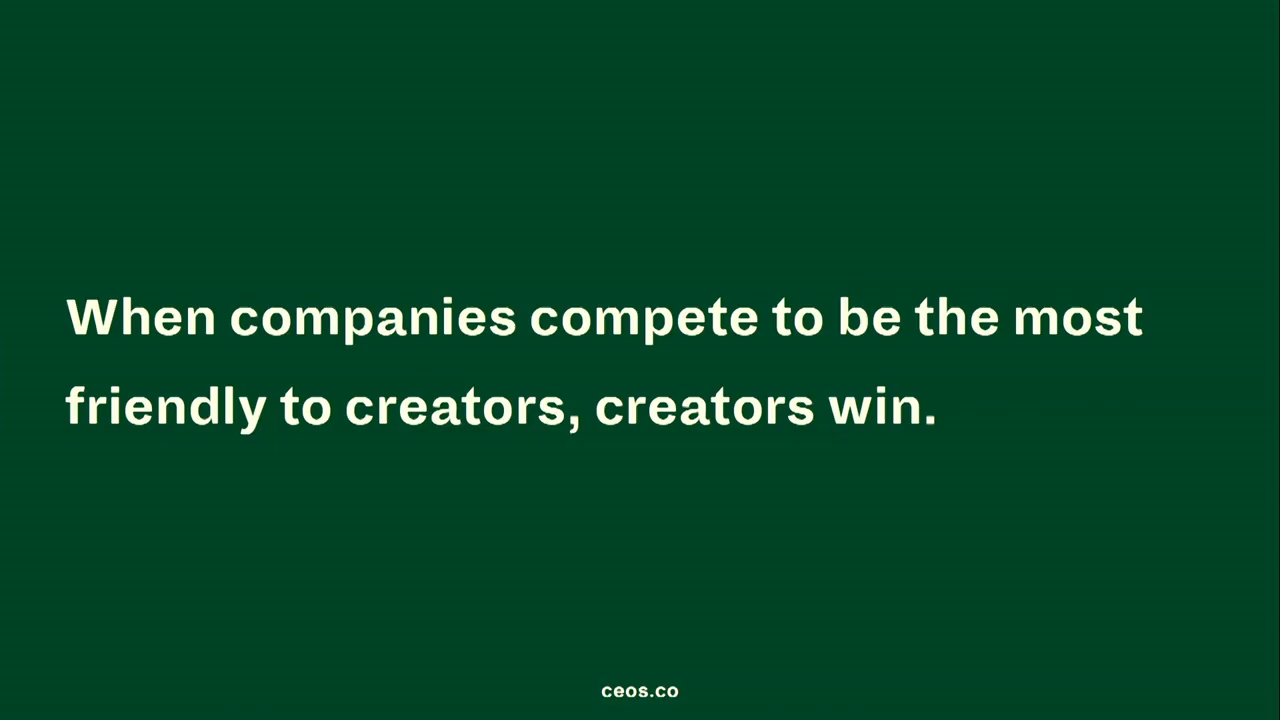 When companies compete to be the most
friendly to creators, creators win.
ceos.co